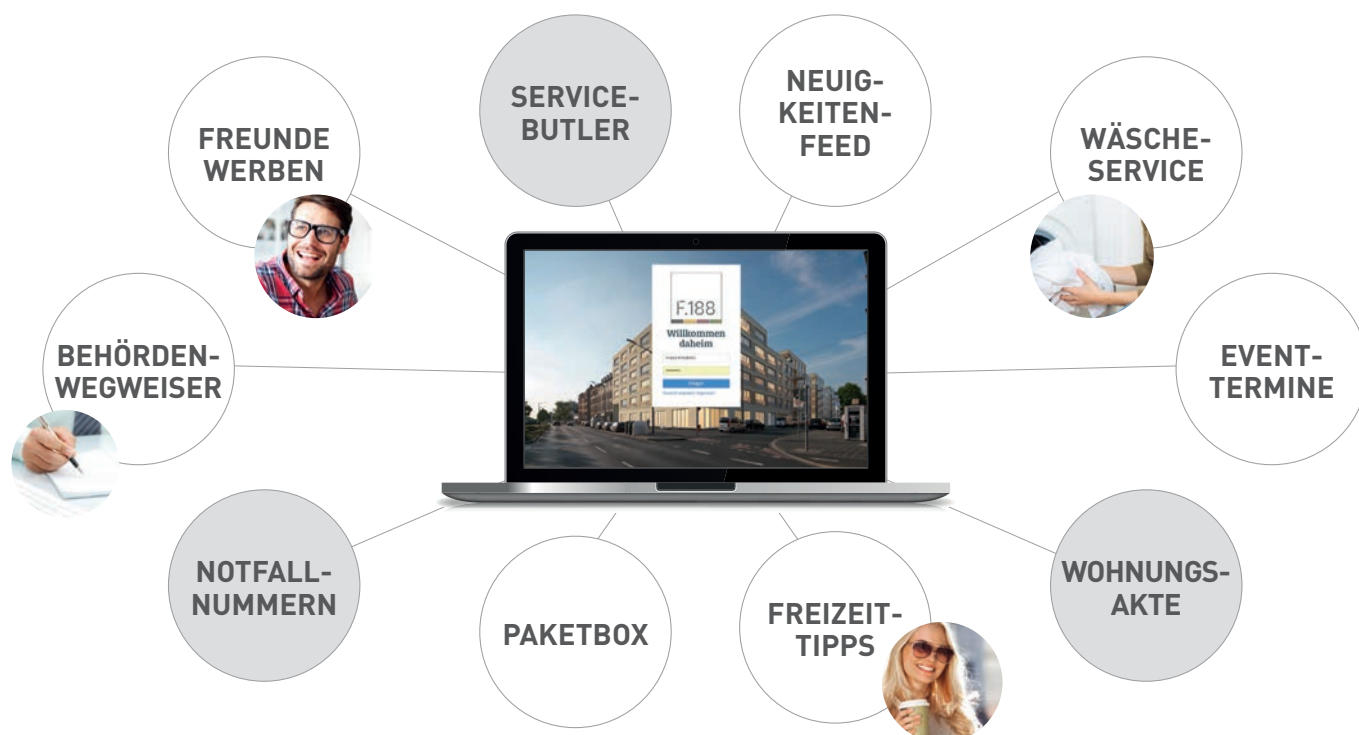 SERVICE-
BUTLER
NEUIG-
KEITEN-
FEED
FREUNDE
WERBEN
WÄSCHE-
SERVICE
F.188
Willkommen
daheim
BEHÖRDEN-
WEGWEISER
EVENT-
TERMINE
NOTFALL-
NUMMERN
PAKETBOX
FREIZEIT-
TIPPS
WOHNUNGS-
AKTE